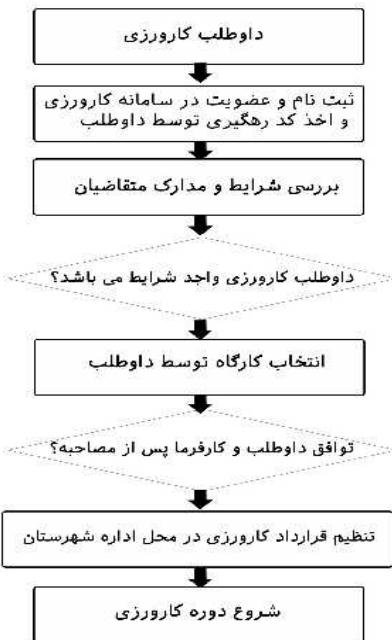 داوطلب کارورزی
ثبت نام و عضویت در سامانه کارورزی
و اخذ کد رهگیری توسط داوطلب
بررسی شرایط و مدارک متقاضیان
داوطلب کارورزی واجد شرایط می باشد؟
انتخاب کارگاه توسط داوطلب
توافق داوطلب و کارفرما پس از مصاحبه؟
تنظیم قرارداد کارورزی در محل اداره شهرستان
شروع دوره کارورزی